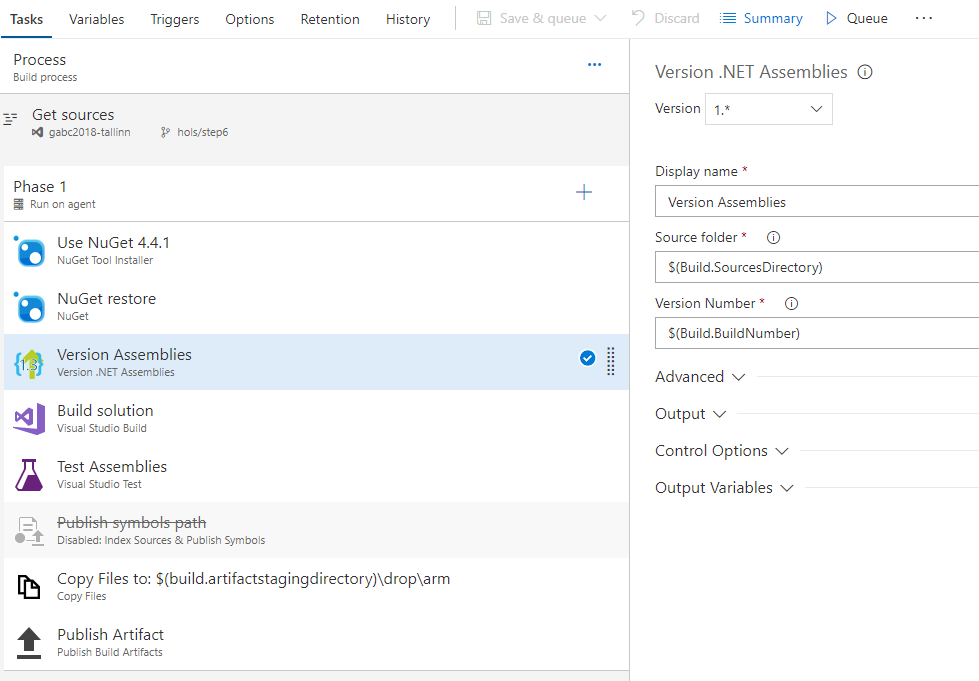 Tasks Variables Triggers Options Retention History Save & queue Discard Summary Queue ...
Process
Build process
Get sources
gabc2018-tallinn hols/step6
Phase 1
Run on agent
Use NuGet 4.4.1
NuGet Tool Installer
NuGet restore
NuGet
{1.3}
Version Assemblies
Version .NET Assemblies
Build solution
Visual Studio Build
Test Assemblies
Visual Studio Test
Publish symbols path
Disabled: Index Sources & Publish Symbols
Copy Files to: $(build.artifactstagingdirectory)\drop\arm
Copy Files
Publish Artifact
Publish Build Artifacts
Version .NET Assemblies
Version 1.*
Display name *
Version Assemblies
Source folder *
$(Build.SourcesDirectory)
Version Number *
$(Build.BuildNumber)
Advanced
Output
Control Options
Output Variables